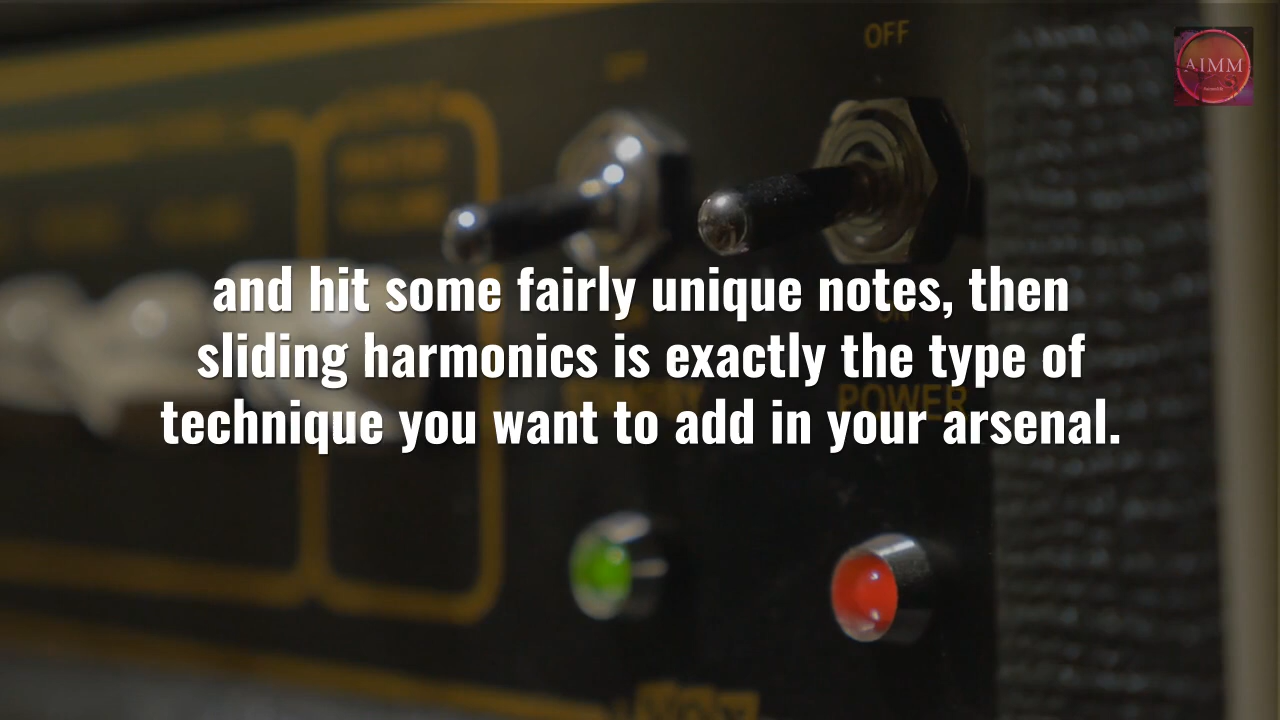 OFF
AIMM
and hit some fairly unique notes, then
sliding harmonics is exactly the type of
technique you want to add in your arsenal.
POWER